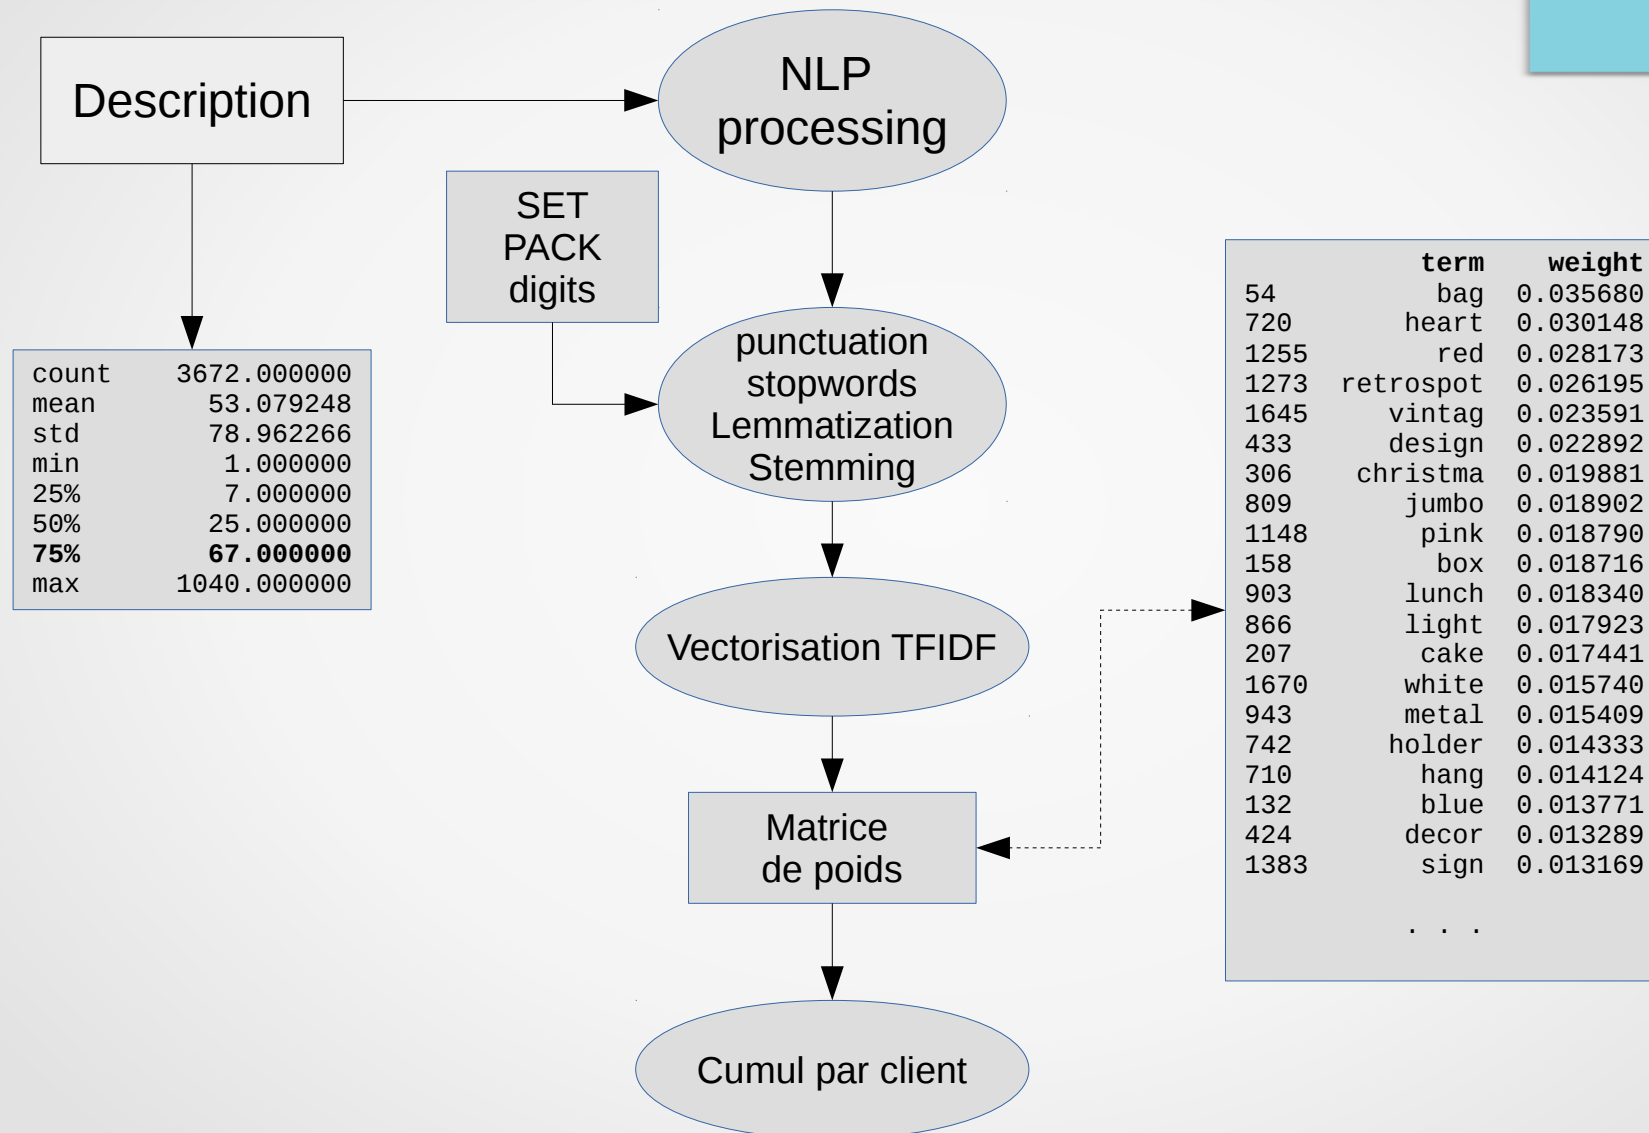 Description
NLP
processing
SET
PACK
digits
count 3672.000000
mean 53.079248
std 78.962266
min 1.000000
25% 7.000000
50% 25.000000
75% 67.000000
max 1040.000000
punctuation
stopwords
Lemmatization
Stemming
Vectorisation TFIDF
Matrice
de poids
Cumul par client
term weight
54 bag 0.035680
720 heart 0.030148
1255 red 0.028173
1273 retrospot 0.026195
1645 vintag 0.023591
433 design 0.022892
306 christma 0.019881
809 jumbo 0.018902
1148 pink 0.018790
158 box 0.018716
903 lunch 0.018340
866 light 0.017923
207 cake 0.017441
1670 white 0.015740
943 metal 0.015409
742 holder 0.014333
710 hang 0.014124
132 blue 0.013771
424 decor 0.013289
1383 sign 0.013169
. . .